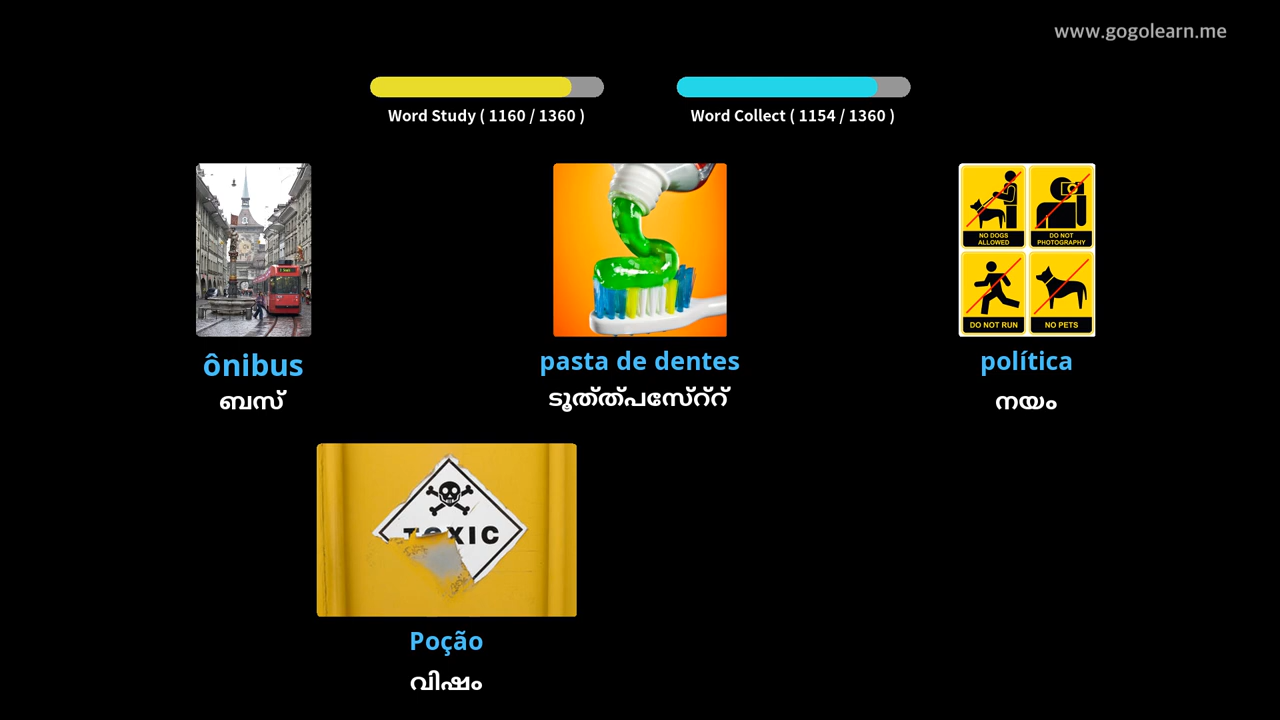 www.gogolearn.me
Word Study ( 1160 / 1360 )
Word Collect ( 1154 / 1360 )
NO DOGS
ALLOWED
DO NOT
PHOTOGRAPHY
DO NOT RUN
NO PETS
ônibus
ബസ്
pasta de dentes
ടൂത്ത്പേസ്റ്റ്
política
നയം
TOXIC
Poção
വിഷം